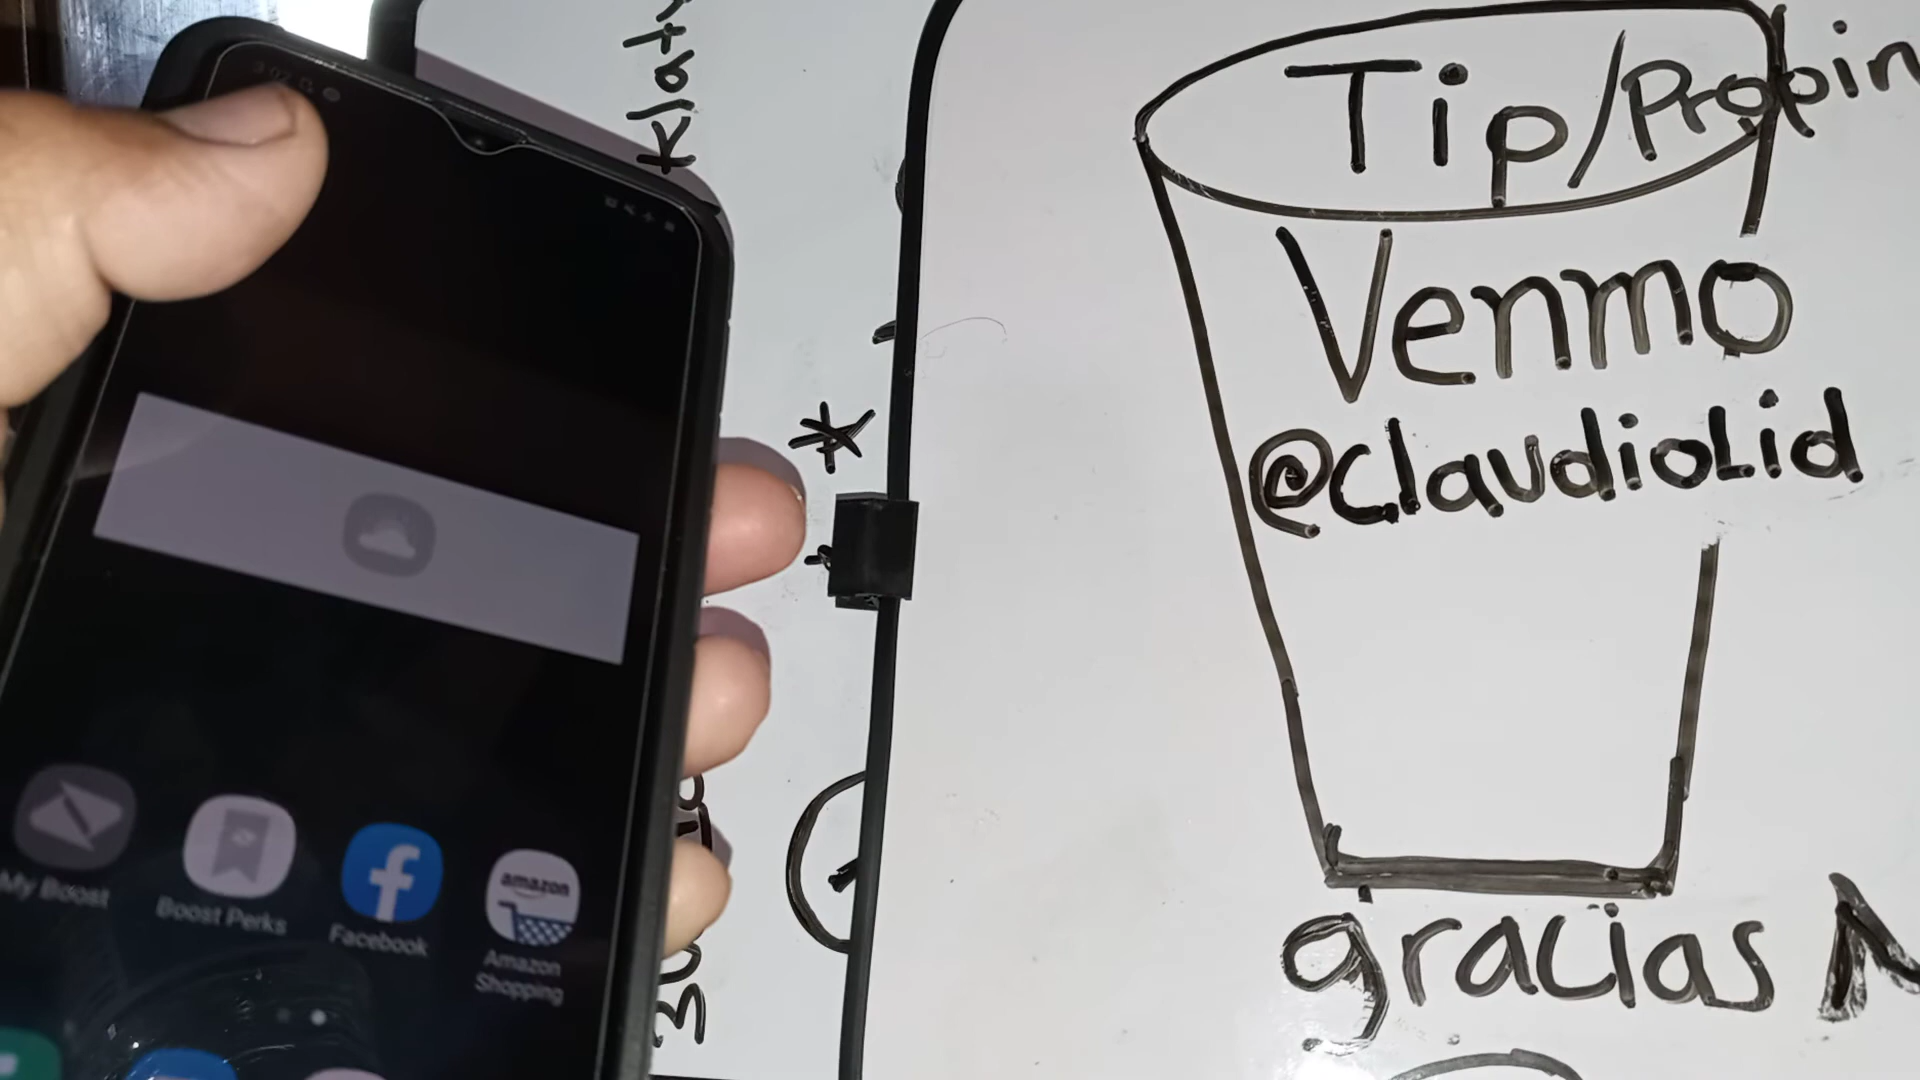 My Boost
Boost Perks
Facebook
amazon
Amazon
Shopping
Tip/Propin
Venmo
@ClaudioLid
gracias